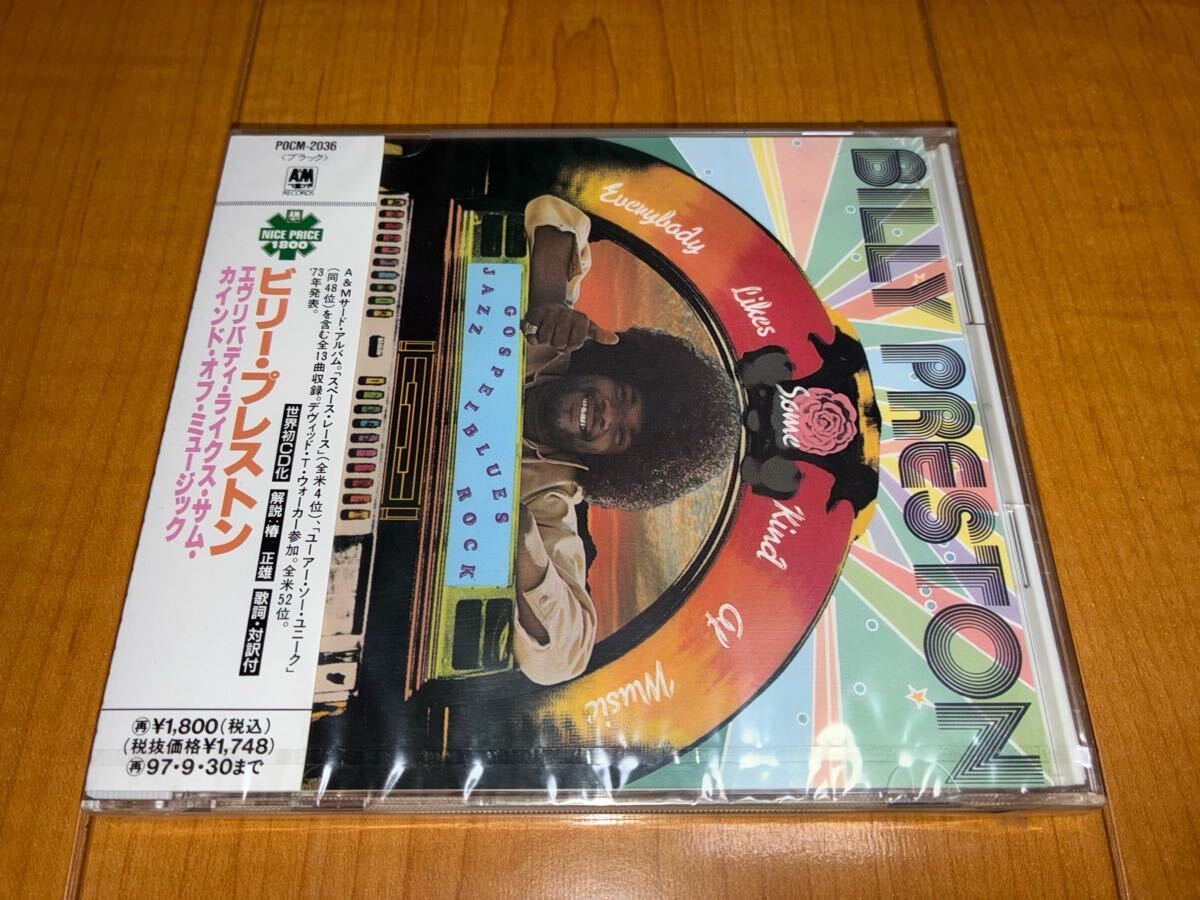 POCM-2036
〈ブラック〉
A&M
RECORDS
NICE PRICE
1800
ビリー・プレストン
エヴリバディ・ライクス・サム・
カインド・オブ・ミュージック
世界初CD化 解説:椿 正雄 歌詞・対訳付
A&Mサード・アルバム。「スペース・レース」(全米4位)、「ユーアー・ソー・ユニーク」
(同48位)を含む全13曲収録。デヴィッド・T・ウォーカー参加。全米52位。
'73年発表。
再¥1,800(税込)
(税抜価格¥1,748)
再97・9・30まで
BILLY PRESTON
Everybody Likes Some Kind Of Music
GOSPEL BLUES
JAZZ ROCK